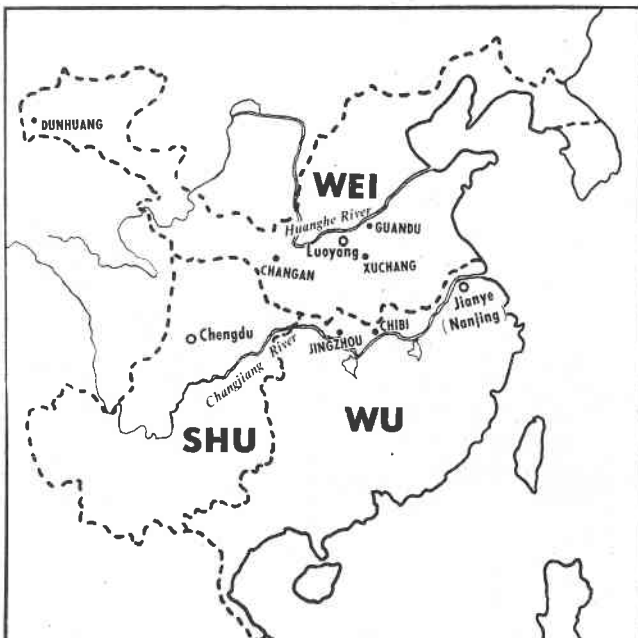 DUNHUANG
WEI
Huanghe River
GUANDU
Luoyang
CHANGAN
XUCHANG
Jianye
(Nanjing)
Chengdu
CHIBI
JINGZHOU
Changjiang River
WU
SHU